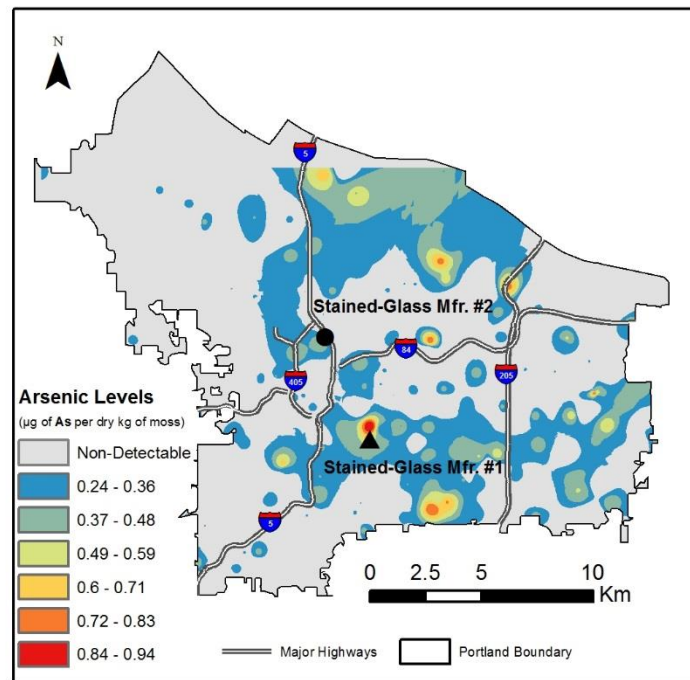 N
5
Stained-Glass Mfr. #2
84
405
205
Arsenic Levels
(µg of As per dry kg of moss)
Non-Detectable
0.24 - 0.36
0.37 - 0.48
0.49 - 0.59
0.6 - 0.71
0.72 - 0.83
0.84 - 0.94
Stained-Glass Mfr. #1
5
0 2.5 5 10
Km
Major Highways
Portland Boundary